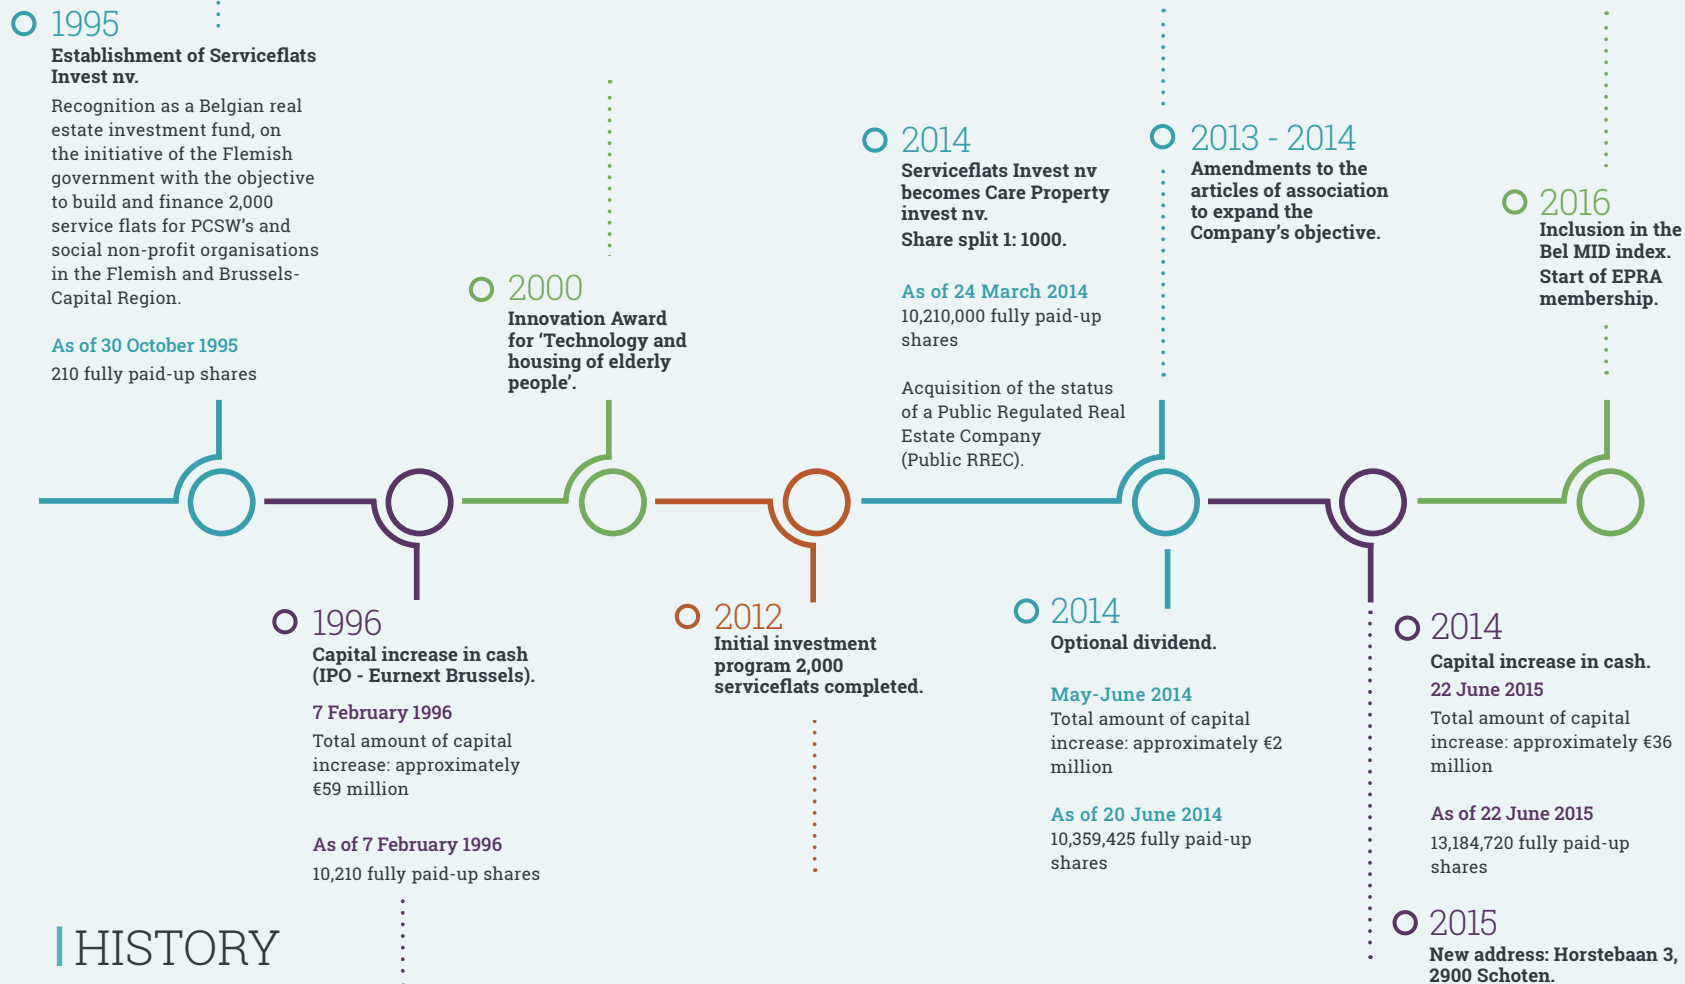 1995
Establishment of Serviceflats
Invest nv.
Recognition as a Belgian real
estate investment fund, on
the initiative of the Flemish
government with the objective
to build and finance 2,000
service flats for PCSW's and
social non-profit organisations
in the Flemish and Brussels-
Capital Region.
As of 30 October 1995
210 fully paid-up shares
1996
Capital increase in cash
(IPO - Eurnext Brussels).
7 February 1996
Total amount of capital
increase: approximately
€59 million
As of 7 February 1996
10,210 fully paid-up shares
2000
Innovation Award
for ‘Technology and
housing of elderly
people’.
2012
Initial investment
program 2,000
serviceflats completed.
2014
Serviceflats Invest nv
becomes Care Property
invest nv.
Share split 1: 1000.
As of 24 March 2014
10,210,000 fully paid-up
shares
Acquisition of the status
of a Public Regulated Real
Estate Company
(Public RREC).
2013 - 2014
Amendments to the
articles of association
to expand the
Company's objective.
2014
Optional dividend.
May-June 2014
Total amount of capital
increase: approximately €2
million
As of 20 June 2014
10,359,425 fully paid-up
shares
2014
Capital increase in cash.
22 June 2015
Total amount of capital
increase: approximately €36
million
As of 22 June 2015
13,184,720 fully paid-up
shares
2015
New address: Horstebaan 3,
2900 Schoten.
2016
Inclusion in the
Bel MID index.
Start of EPRA
membership.
HISTORY